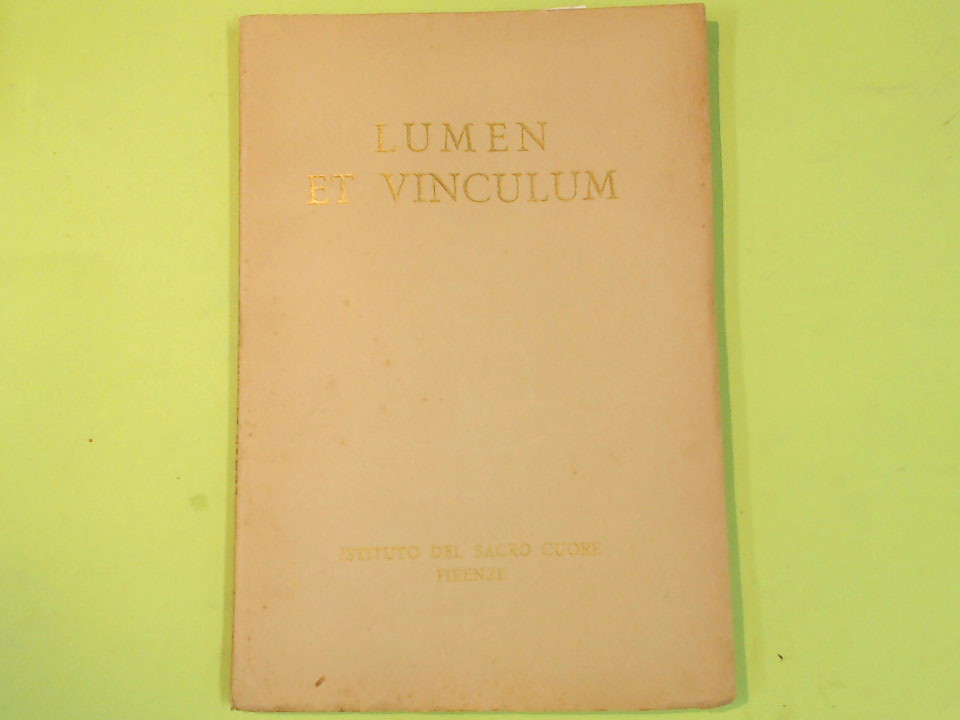 LUMEN
ET VINCULUM
ISTITUTO DEL SACRO CUORE
FIRENZE